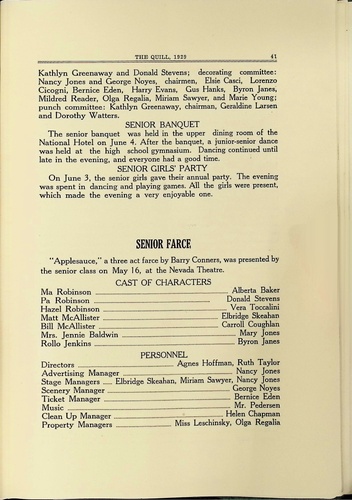 THE QUILL, 1929 41
Kathlyn Greenaway and Donald Stevens; decorating committee:
Nancy Jones and George Noyes, chairmen, Elsie Casci, Lorenzo
Cicogni, Bernice Eden, Harry Evans, Gus Hanks, Byron Janes,
Mildred Reader, Olga Regalia, Miriam Sawyer, and Marie Young;
punch committee: Kathlyn Greenaway, chairman, Geraldine Larsen
and Dorothy Watters.
SENIOR BANQUET
The senior banquet was held in the upper dining room of the
National Hotel on June 4. After the banquet, a junior-senior dance
was held at the high school gymnasium. Dancing continued until
late in the evening, and everyone had a good time.
SENIOR GIRLS' PARTY
On June 3, the senior girls gave their annual party. The evening
was spent in dancing and playing games. All the girls were present,
which made the evening a very enjoyable one.
SENIOR FARCE
"Applesauce," a three act farce by Barry Conners, was presented by
the senior class on May 16, at the Nevada Theatre.
CAST OF CHARACTERS
Ma Robinson Alberta Baker
Pa Robinson Donald Stevens
Hazel Robinson Vera Toccalini
Matt McAllister Elbridge Skeahan
Bill McAllister Carroll Coughlan
Mrs. Jennie Baldwin Mary Jones
Rollo Jenkins Byron Janes
PERSONNEL
Directors Agnes Hoffman, Ruth Taylor
Advertising Manager Nancy Jones
Stage Managers Elbridge Skeahan, Miriam Sawyer, Nancy Jones
Scenery Manager George Noyes
Ticket Manager Bernice Eden
Music Mr. Pedersen
Clean Up Manager Helen Chapman
Property Managers Miss Leschinsky, Olga Regalia